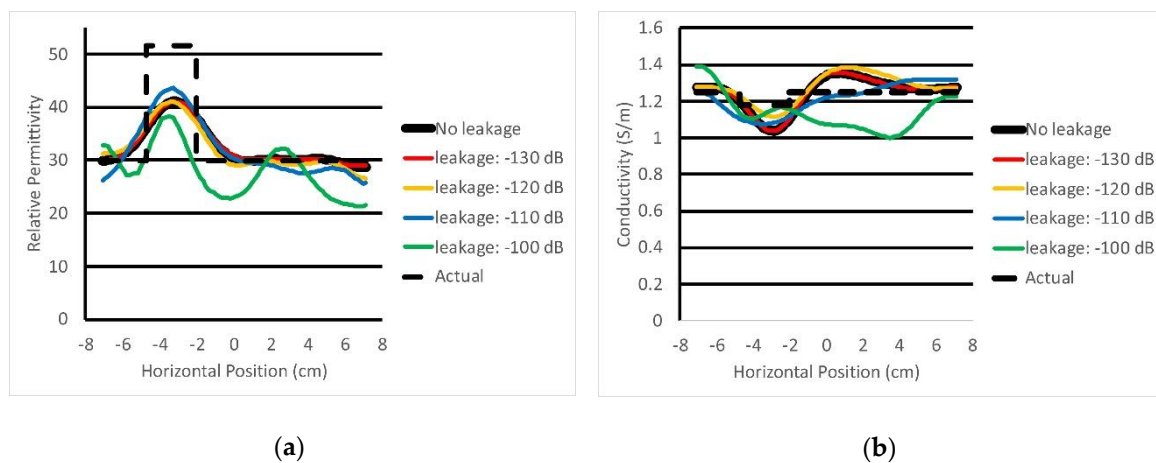 50
40
30
20
10
0
Relative Permittivity
-8 -6 -4 -2 0 2 4 6 8
Horizontal Position (cm)
No leakage
leakage: -130 dB
leakage: -120 dB
leakage: -110 dB
leakage: -100 dB
Actual
(a)
1.6
1.4
1.2
1
0.8
0.6
0.4
0.2
0
Conductivity (S/m)
-8 -6 -4 -2 0 2 4 6 8
Horizontal Position (cm)
No leakage
leakage: -130 dB
leakage: -120 dB
leakage: -110 dB
leakage: -100 dB
Actual
(b)